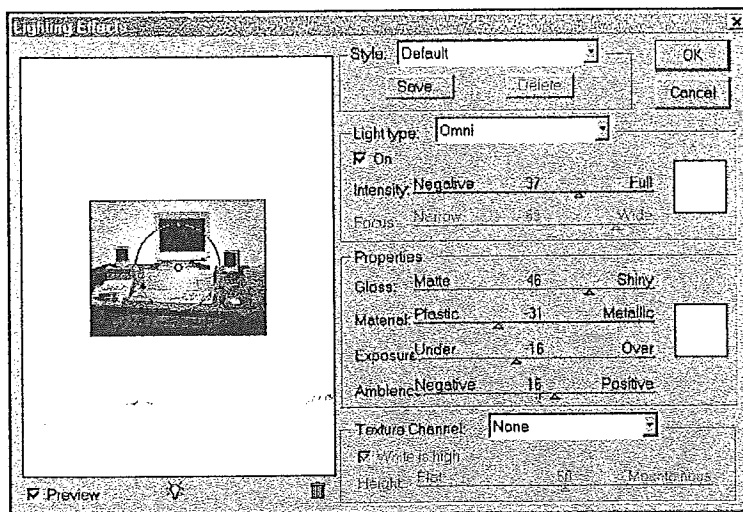 Lighting Effects
Style: Default
OK
Save Delete
Cancel
Light type: Omni
On
Intensity: Negative 37 Full
Focus: Narrow Wide
Properties
Gloss: Matte 46 Shiny
Material: Plastic -31 Metallic
Exposure: Under -16 Over
Ambience: Negative 16 Positive
Texture Channel: None
White is high
Height: Flat 50 Mountainous
Preview